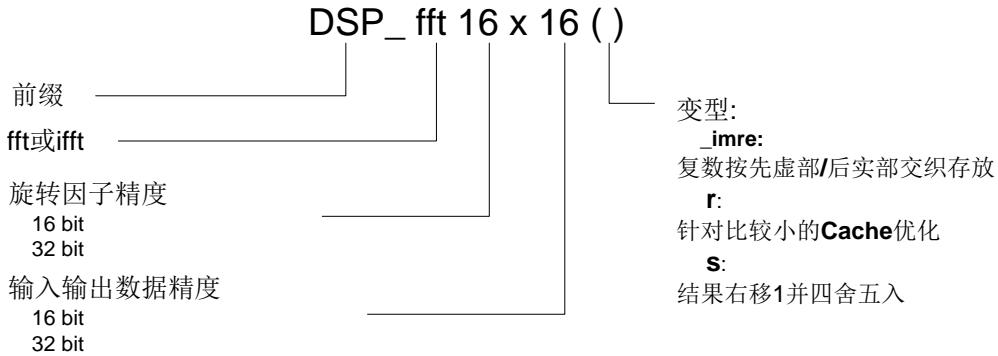 DSP_ fft 16 x 16 ( )
前缀
fft或ifft
旋转因子精度
16 bit
32 bit
输入输出数据精度
16 bit
32 bit
变型:
_imre:
复数按先虚部/后实部交织存放
r:
针对比较小的Cache优化
s:
结果右移1并四舍五入